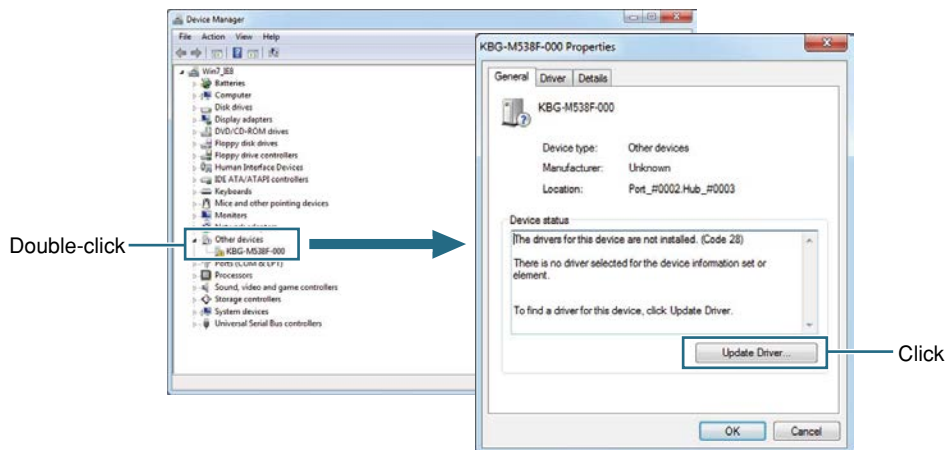 Device Manager
File Action View Help
Win7_IE8
Batteries
Computer
Disk drives
Display adapters
DVD/CD-ROM drives
Floppy disk drives
Floppy drive controllers
Human Interface Devices
IDE ATA/ATAPI controllers
Keyboards
Mice and other pointing devices
Monitors
Network adapters
Other devices
KBG-M538F-000
Ports (COM & LPT)
Processors
Sound, video and game controllers
Storage controllers
System devices
Universal Serial Bus controllers
Double-click
KBG-M538F-000 Properties
General Driver Details
KBG-M538F-000
Device type: Other devices
Manufacturer: Unknown
Location: Port_#0002.Hub_#0003
Device status
The drivers for this device are not installed. (Code 28)
There is no driver selected for the device information set or
element.
To find a driver for this device, click Update Driver.
Update Driver...
Click
OK Cancel